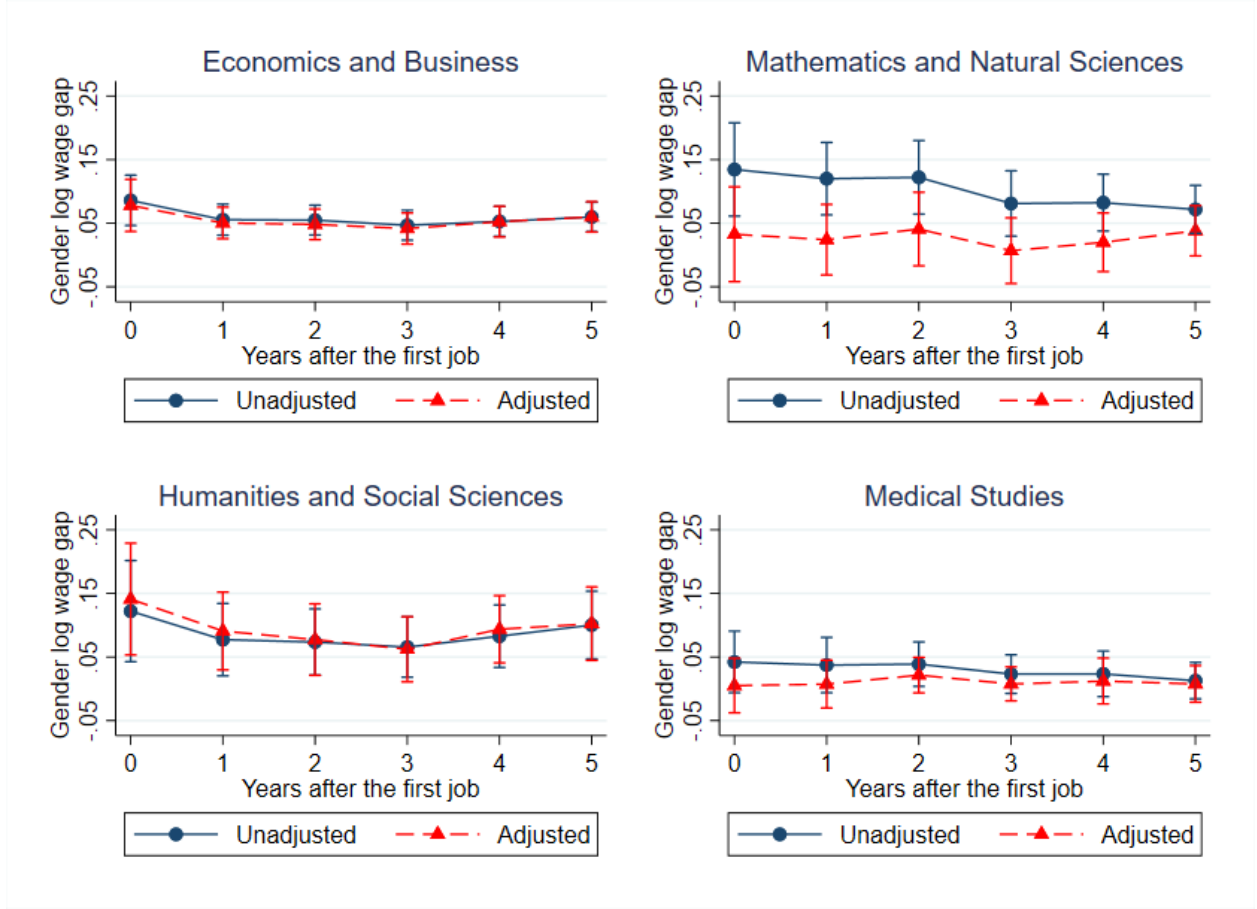 Economics and Business
Gender log wage gap
.25
.15
.05
-.05
0 1 2 3 4 5
Years after the first job
Unadjusted Adjusted
Mathematics and Natural Sciences
Gender log wage gap
.25
.15
.05
-.05
0 1 2 3 4 5
Years after the first job
Unadjusted Adjusted
Humanities and Social Sciences
Gender log wage gap
.25
.15
.05
-.05
0 1 2 3 4 5
Years after the first job
Unadjusted Adjusted
Medical Studies
Gender log wage gap
.25
.15
.05
-.05
0 1 2 3 4 5
Years after the first job
Unadjusted Adjusted